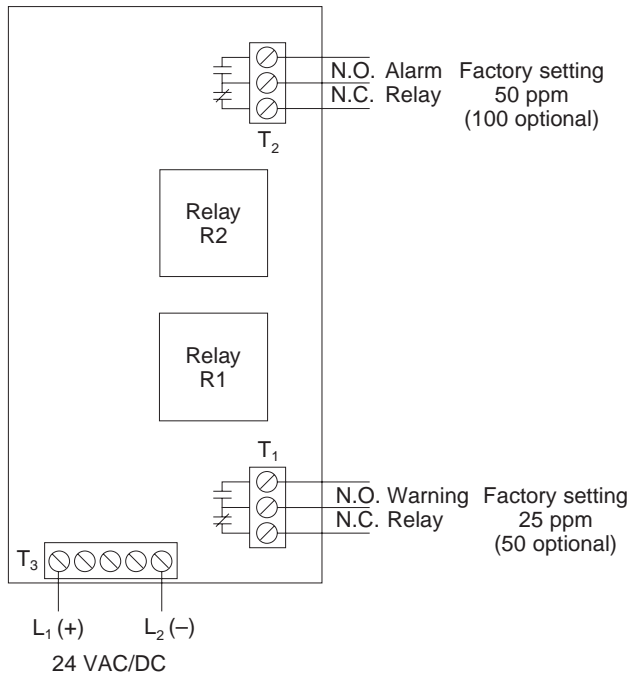 N.O. Alarm Factory setting
N.C. Relay 50 ppm
(100 optional)
T2
Relay
R2
Relay
R1
T1
N.O. Warning Factory setting
N.C. Relay 25 ppm
(50 optional)
T3
L1 (+) L2 (–)
24 VAC/DC